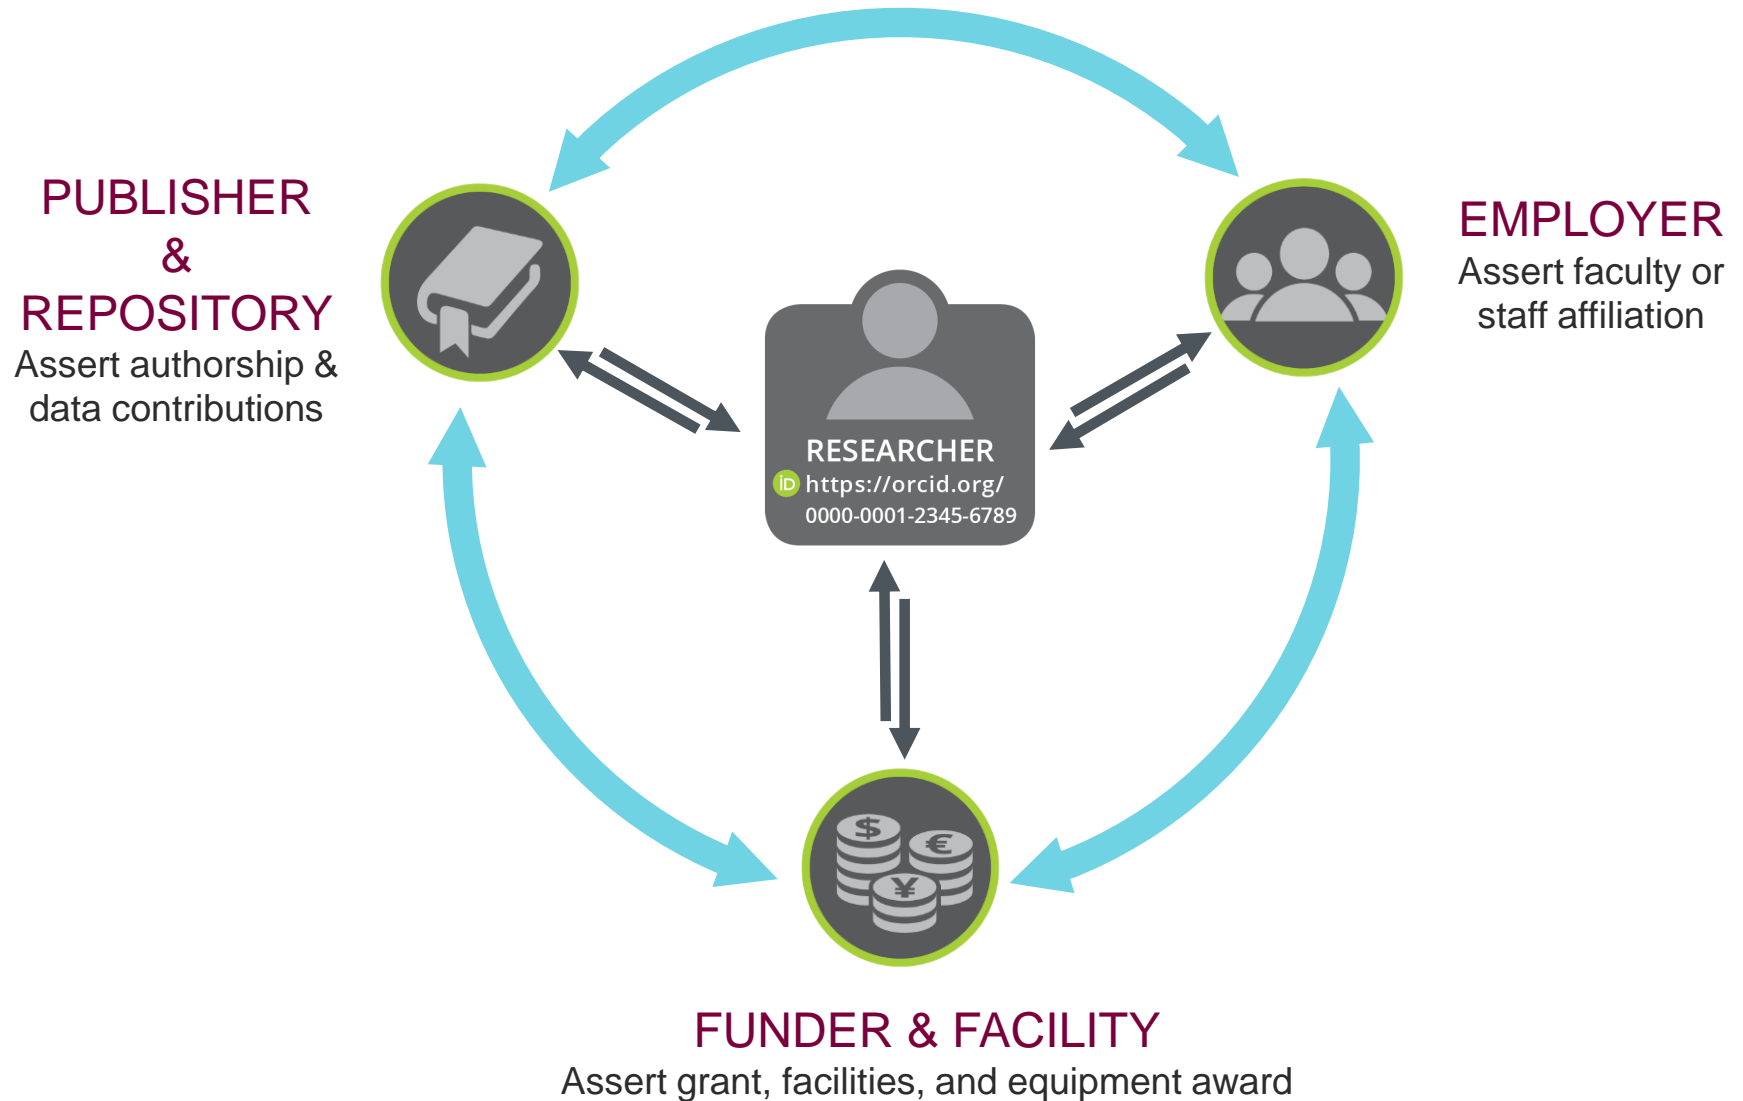 PUBLISHER
&
REPOSITORY
Assert authorship &
data contributions
EMPLOYER
Assert faculty or
staff affiliation
RESEARCHER
iD https://orcid.org/
0000-0001-2345-6789
$
€
¥
FUNDER & FACILITY
Assert grant, facilities, and equipment award